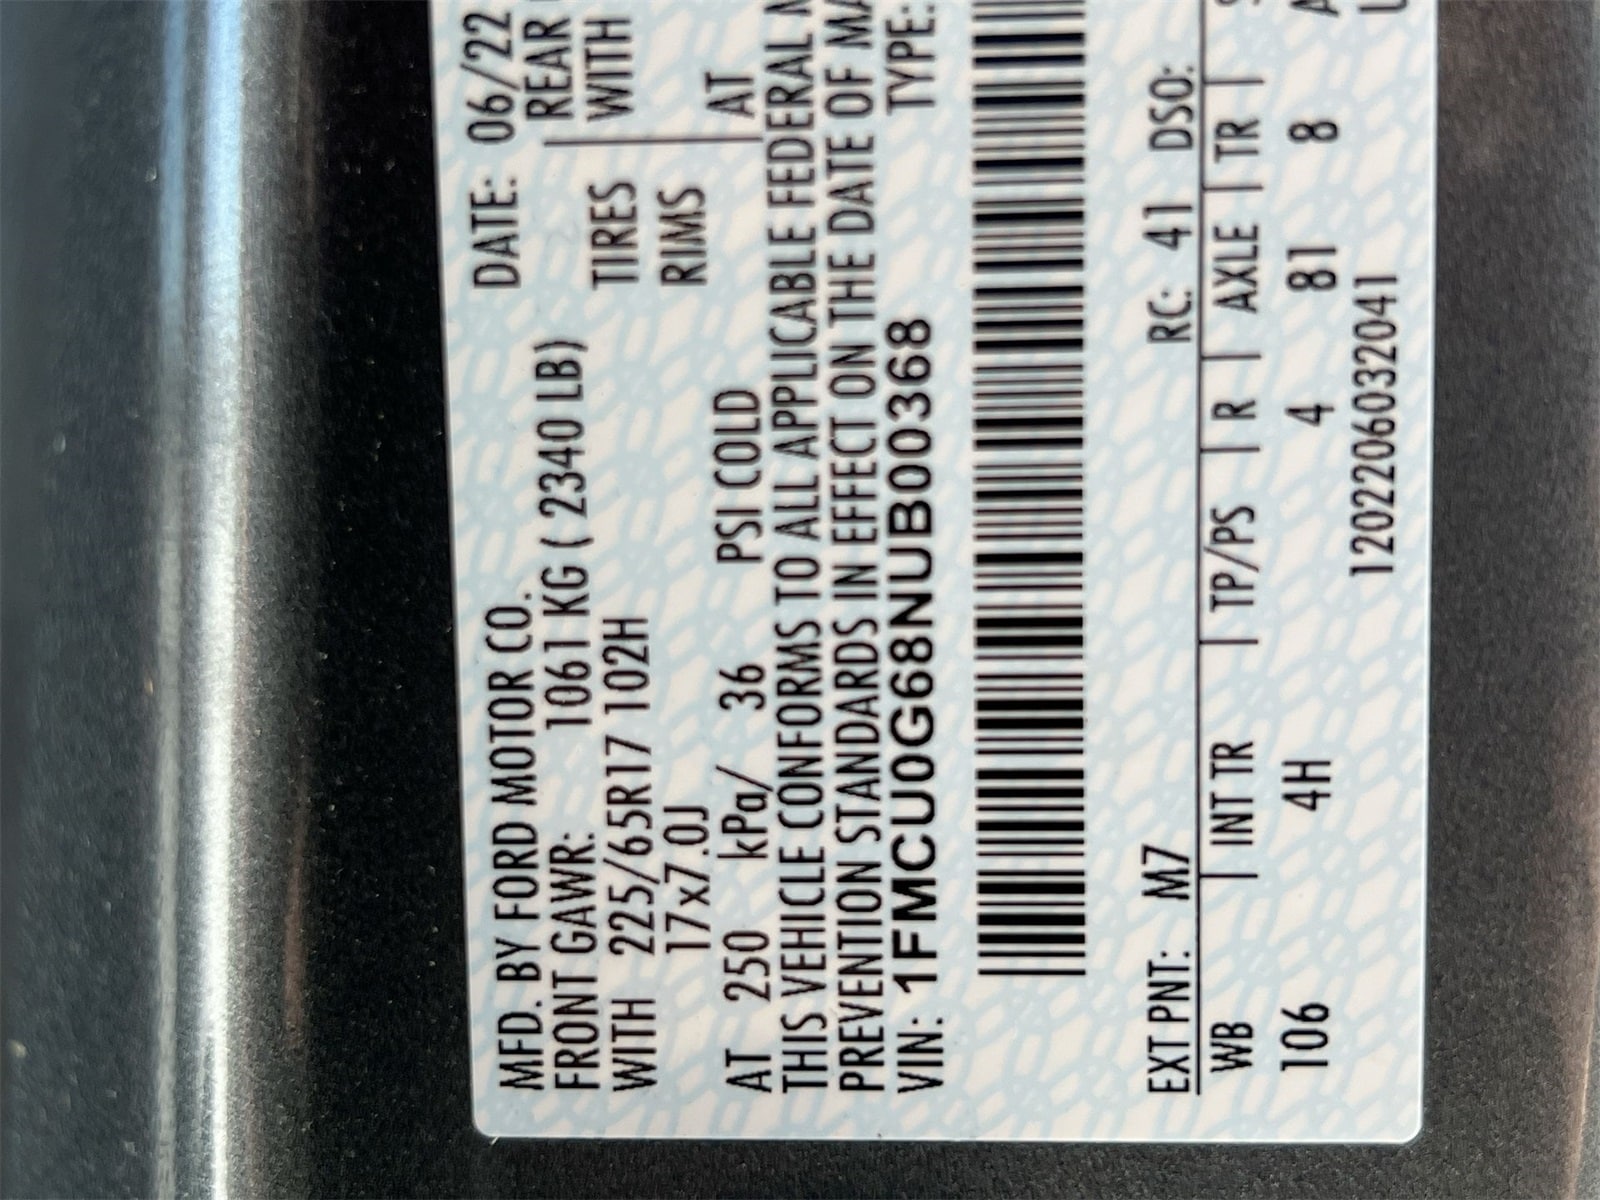 MFD. BY FORD MOTOR CO. DATE: 06/22
FRONT GAWR: 1061 KG ( 2340 LB) REAR
WITH 225/65R17 102H TIRES WITH
17x7.0J RIMS
AT 250 kPa/ 36 PSI COLD AT
THIS VEHICLE CONFORMS TO ALL APPLICABLE FEDERAL M
PREVENTION STANDARDS IN EFFECT ON THE DATE OF MA
VIN: 1FMCU0G68NUB00368 TYPE:
EXT PNT: M7 RC: 41 DSO:
WB | INT TR | TP/PS | R | AXLE | TR |
106 4H 4 81 8
1202206032041